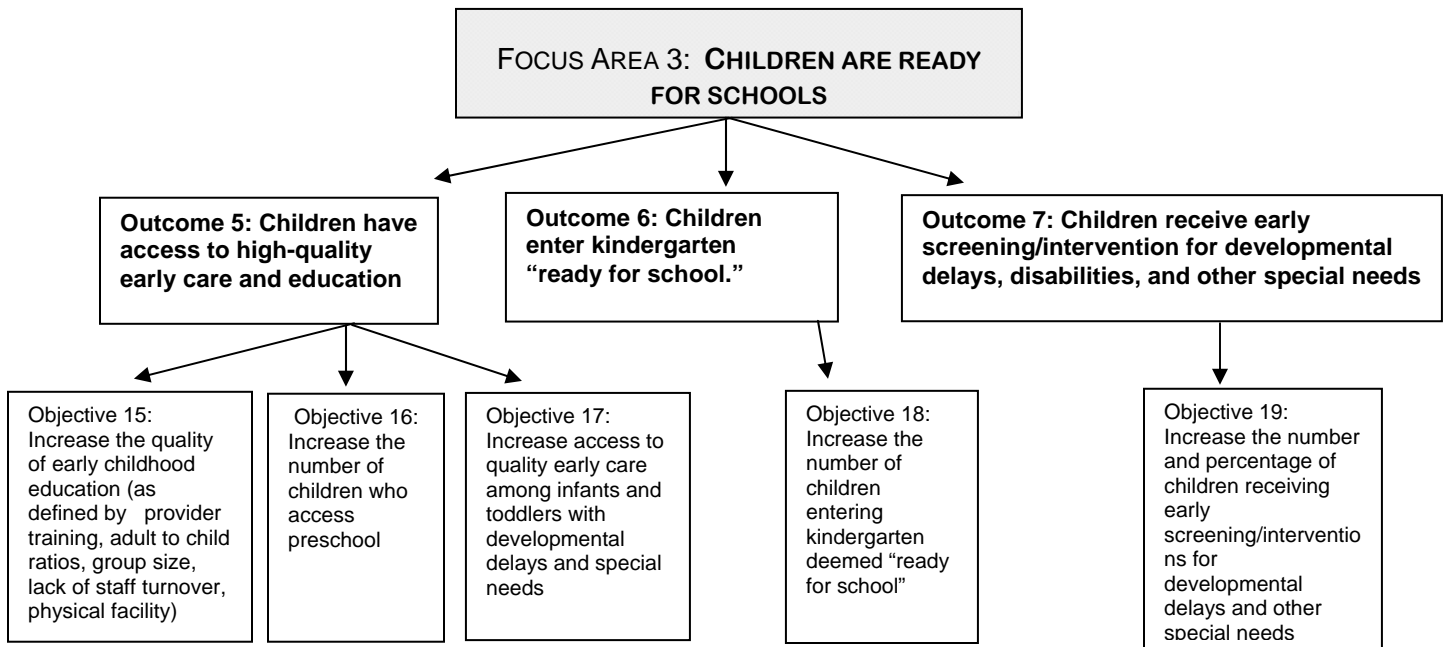 FOCUS AREA 3: CHILDREN ARE READY
FOR SCHOOLS
Outcome 5: Children have
access to high-quality
early care and education
Outcome 6: Children
enter kindergarten
“ready for school.”
Outcome 7: Children receive early
screening/intervention for developmental
delays, disabilities, and other special needs
Objective 15:
Increase the quality
of early childhood
education (as
defined by provider
training, adult to child
ratios, group size,
lack of staff turnover,
physical facility)
Objective 16:
Increase the
number of
children who
access
preschool
Objective 17:
Increase access to
quality early care
among infants and
toddlers with
developmental
delays and special
needs
Objective 18:
Increase the
number of
children
entering
kindergarten
deemed “ready
for school”
Objective 19:
Increase the number
and percentage of
children receiving
early
screening/interventio
ns for
developmental
delays and other
special needs